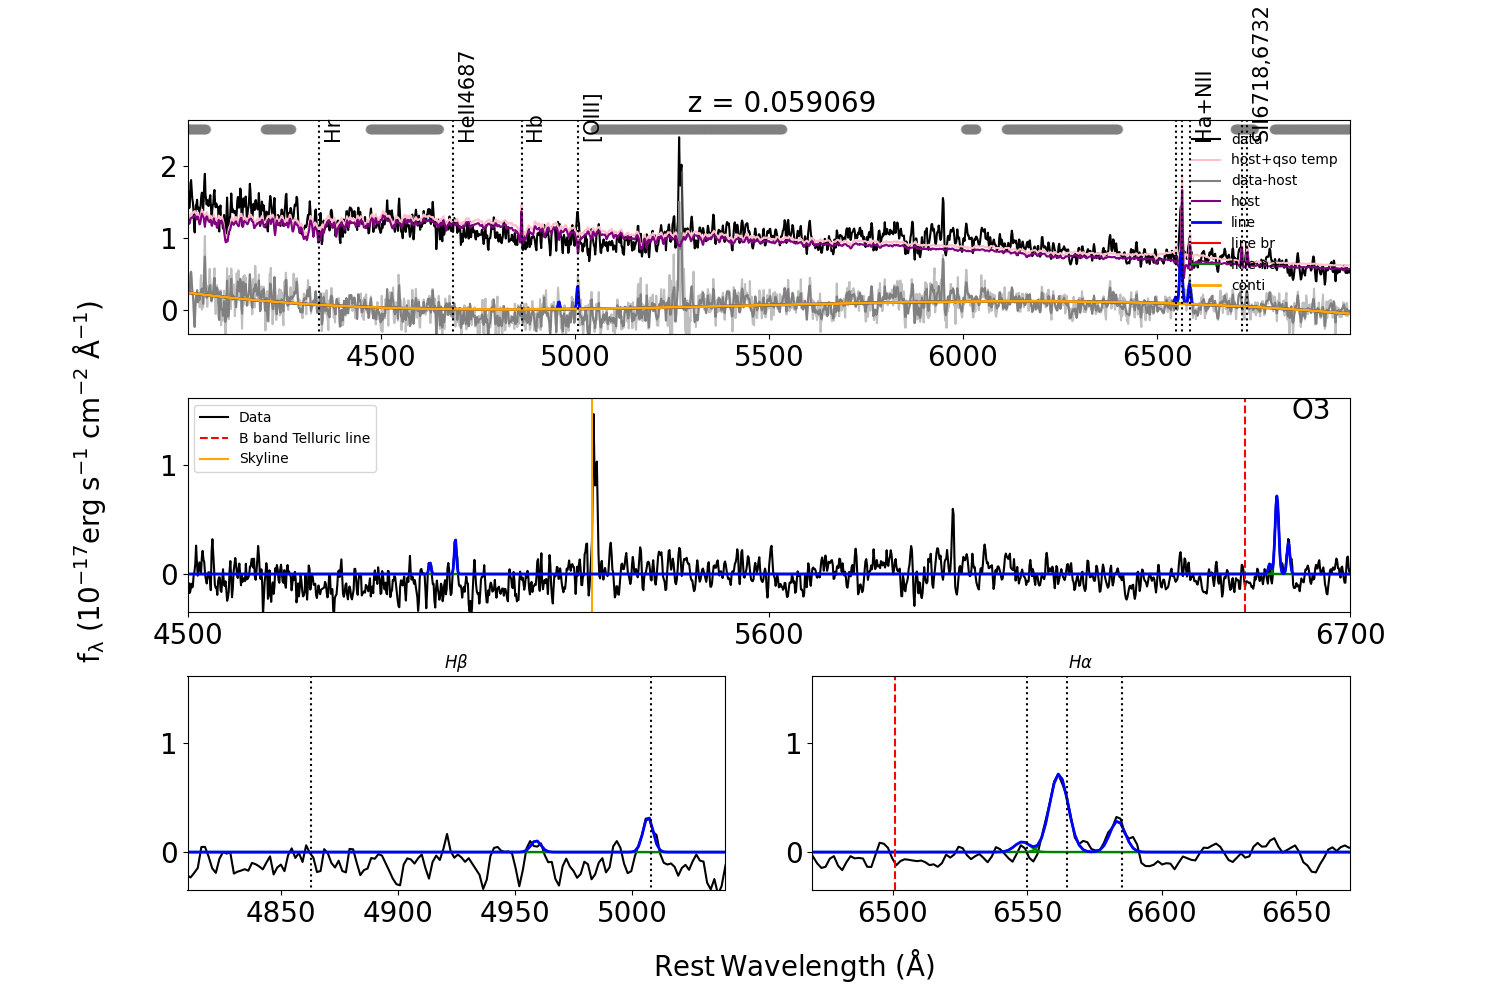 z = 0.059069
Hr
HeII4687
Hb
[OIII]
Ha+NII
SII6718,6732
data
host+qso temp
data-host
host
line
line br
conti
2
1
0
4500 5000 5500 6000 6500
fλ (10⁻¹⁷erg s⁻¹ cm⁻² Å⁻¹)
O3
Data
B band Telluric line
Skyline
1
0
4500 5600 6700
Hβ
1
0
4850 4900 4950 5000
Hα
1
0
6500 6550 6600 6650
Rest Wavelength (Å)